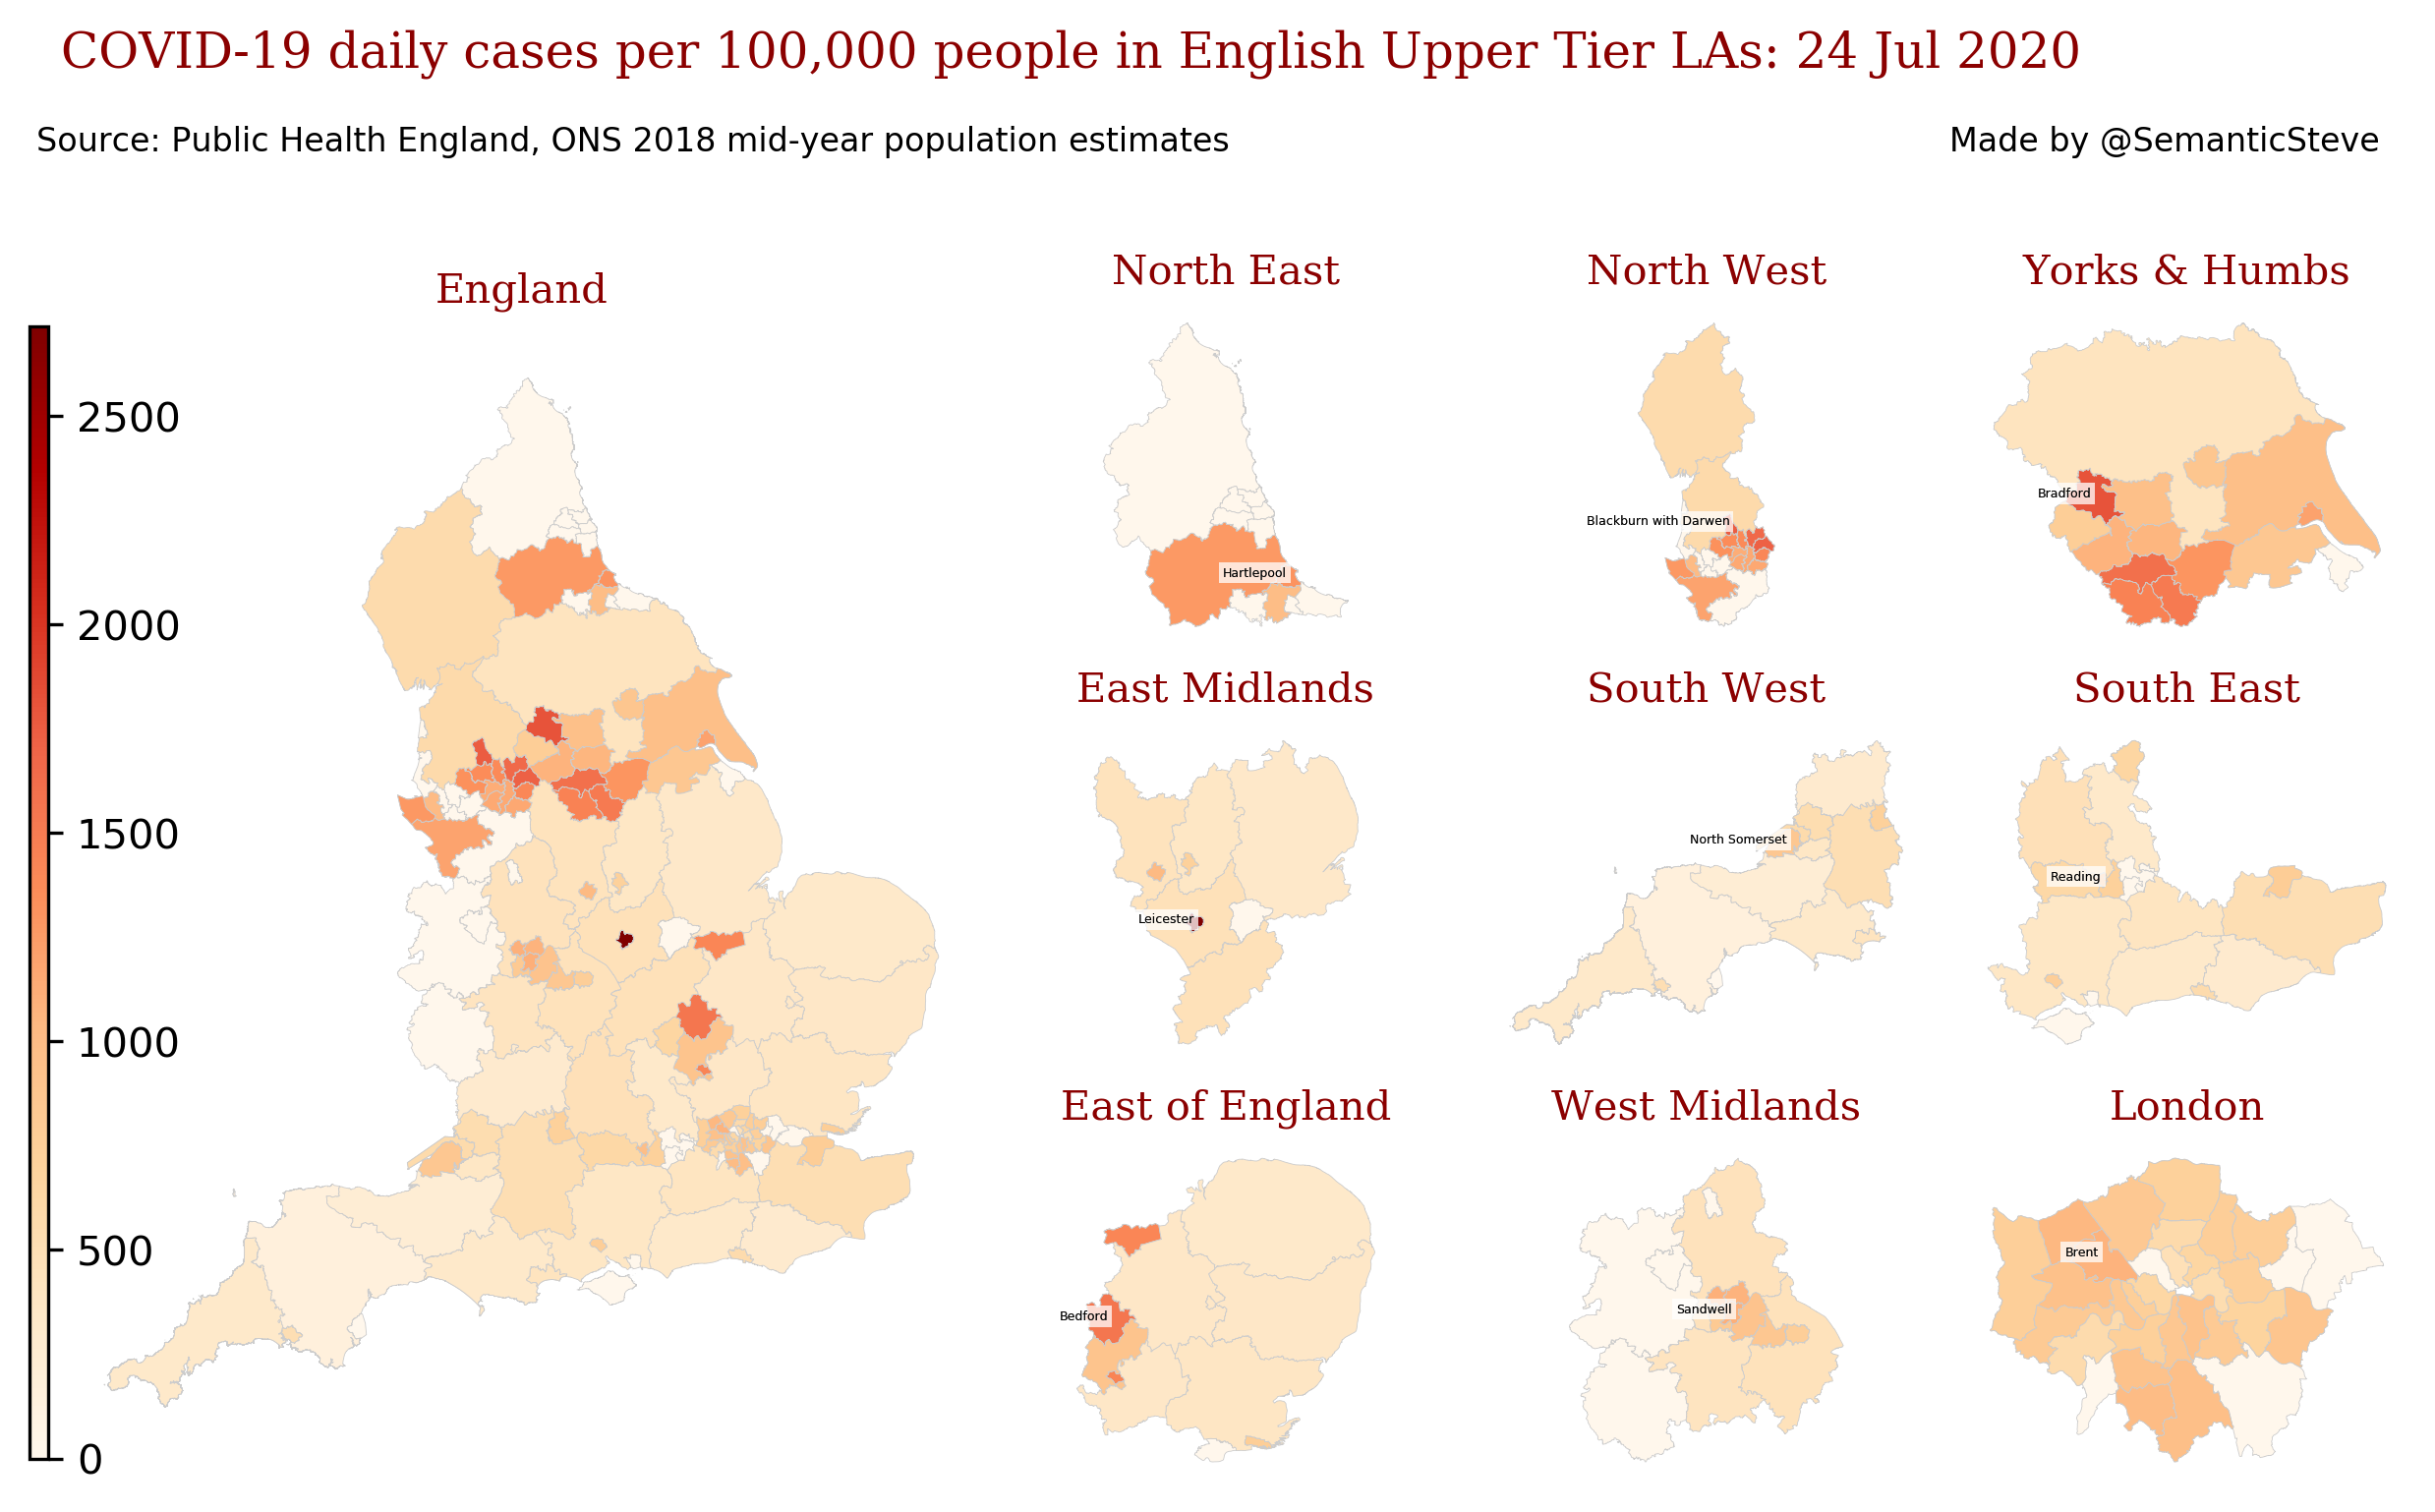 COVID-19 daily cases per 100,000 people in English Upper Tier LAs: 24 Jul 2020
Source: Public Health England, ONS 2018 mid-year population estimates
Made by @SemanticSteve
England
2500
2000
1500
1000
500
0
North East
Hartlepool
North West
Blackburn with Darwen
Yorks & Humbs
Bradford
East Midlands
Leicester
South West
North Somerset
South East
Reading
East of England
Bedford
West Midlands
Sandwell
London
Brent